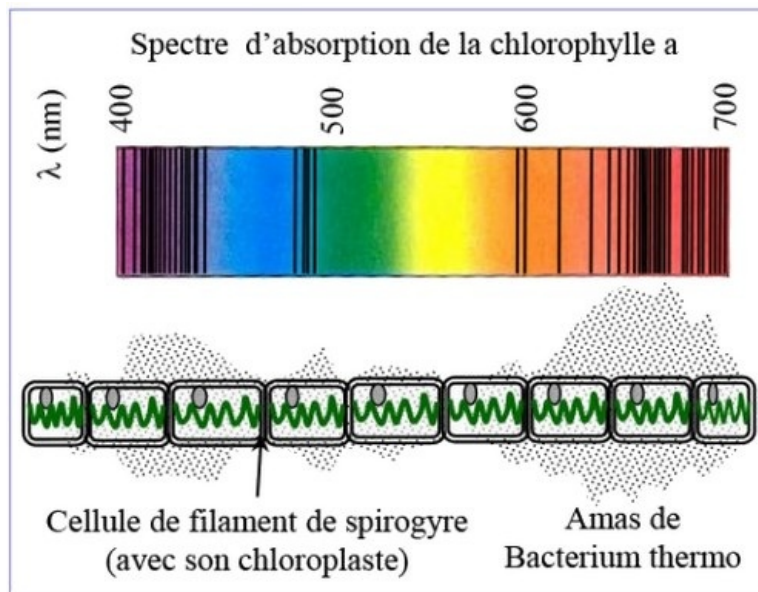 Spectre d'absorption de la chlorophylle a
λ (nm)
400
500
600
700
Cellule de filament de spirogyre
(avec son chloroplaste)
Amas de
Bacterium thermo